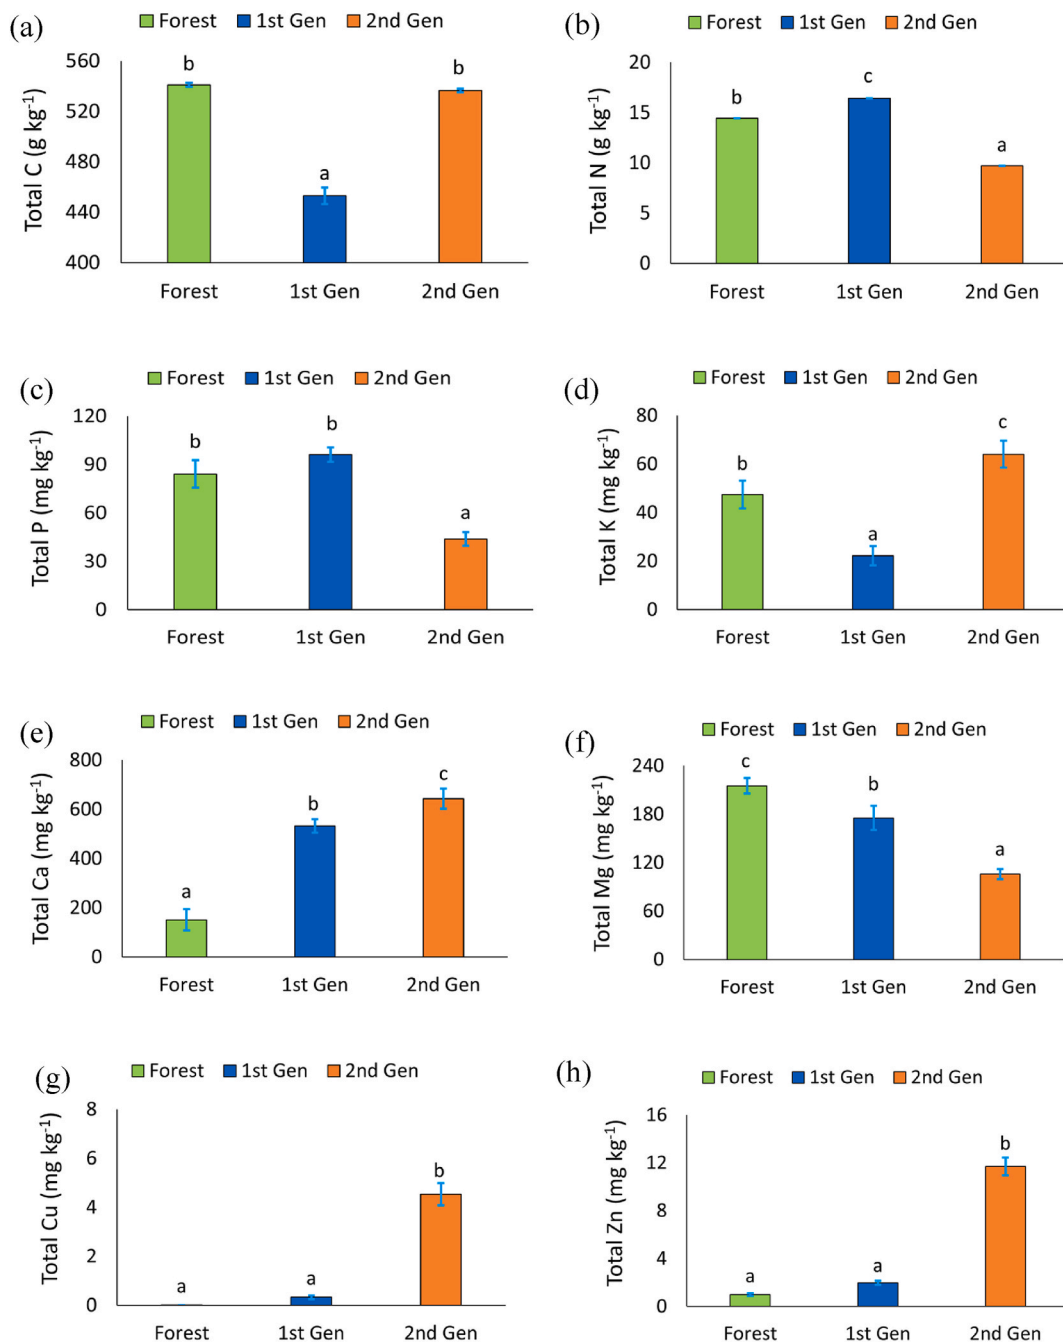 (a)
Forest 1st Gen 2nd Gen
Total C (g kg⁻¹)
560
520
480
440
400
b
a
b
Forest 1st Gen 2nd Gen
(b)
Forest 1st Gen 2nd Gen
Total N (g kg⁻¹)
20
15
10
5
0
b
c
a
Forest 1st Gen 2nd Gen
(c)
Forest 1st Gen 2nd Gen
Total P (mg kg⁻¹)
120
90
60
30
0
b
b
a
Forest 1st Gen 2nd Gen
(d)
Forest 1st Gen 2nd Gen
Total K (mg kg⁻¹)
80
60
40
20
0
b
a
c
Forest 1st Gen 2nd Gen
(e)
Forest 1st Gen 2nd Gen
Total Ca (mg kg⁻¹)
800
600
400
200
0
a
b
c
Forest 1st Gen 2nd Gen
(f)
Forest 1st Gen 2nd Gen
Total Mg (mg kg⁻¹)
240
180
120
60
0
c
b
a
Forest 1st Gen 2nd Gen
(g)
Forest 1st Gen 2nd Gen
Total Cu (mg kg⁻¹)
8
6
4
2
0
a
a
b
Forest 1st Gen 2nd Gen
(h)
Forest 1st Gen 2nd Gen
Total Zn (mg kg⁻¹)
16
12
8
4
0
a
a
b
Forest 1st Gen 2nd Gen